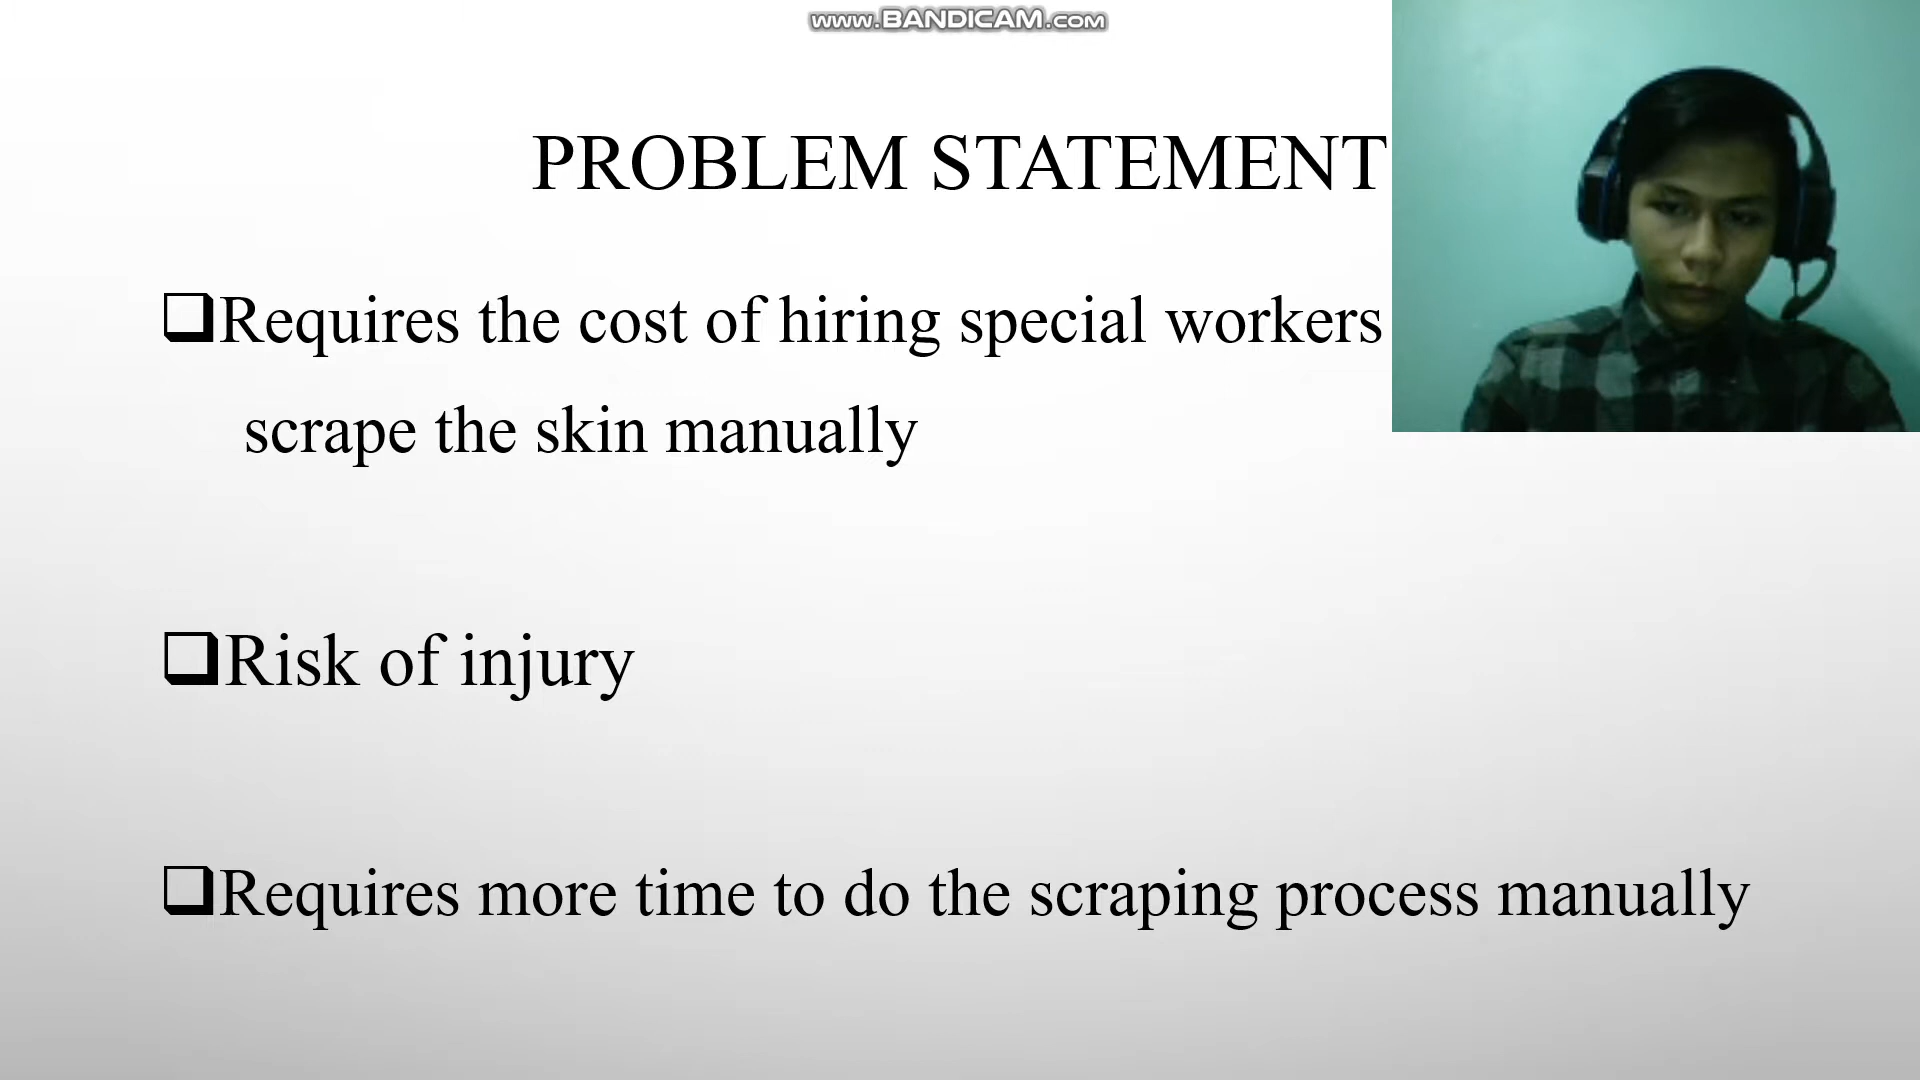 www.BANDICAM.com
PROBLEM STATEMENT
❑Requires the cost of hiring special workers
scrape the skin manually
❑Risk of injury
❑Requires more time to do the scraping process manually